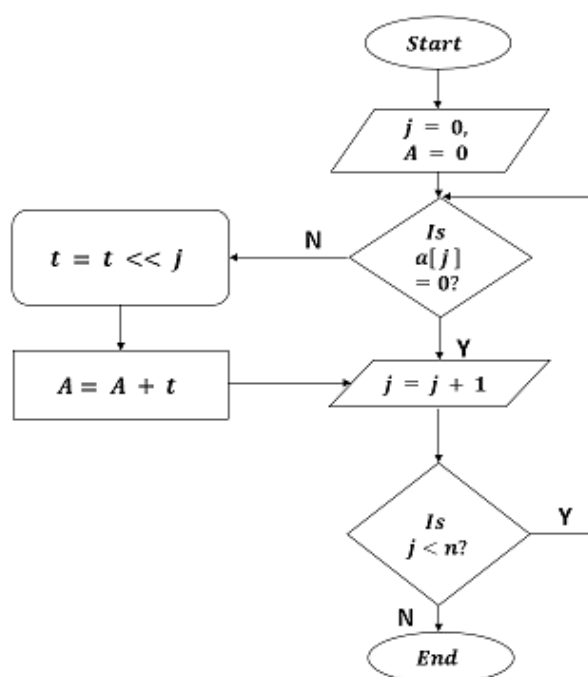 Start
j = 0,
A = 0
Is
a[j]
= 0?
N
t = t << j
Y
A = A + t
j = j + 1
Is
j < n?
Y
N
End